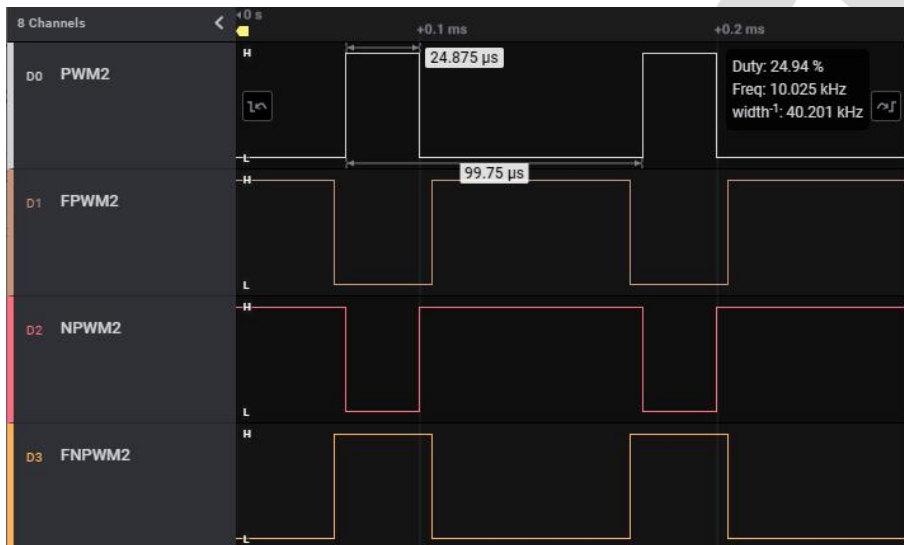 8 Channels
0 s
+0.1 ms
+0.2 ms
D0 PWM2
H
24.875 µs
Duty: 24.94 %
Freq: 10.025 kHz
width-1: 40.201 kHz
L
99.75 µs
D1 FPWM2
H
L
D2 NPWM2
H
L
D3 FNPWM2
H
L